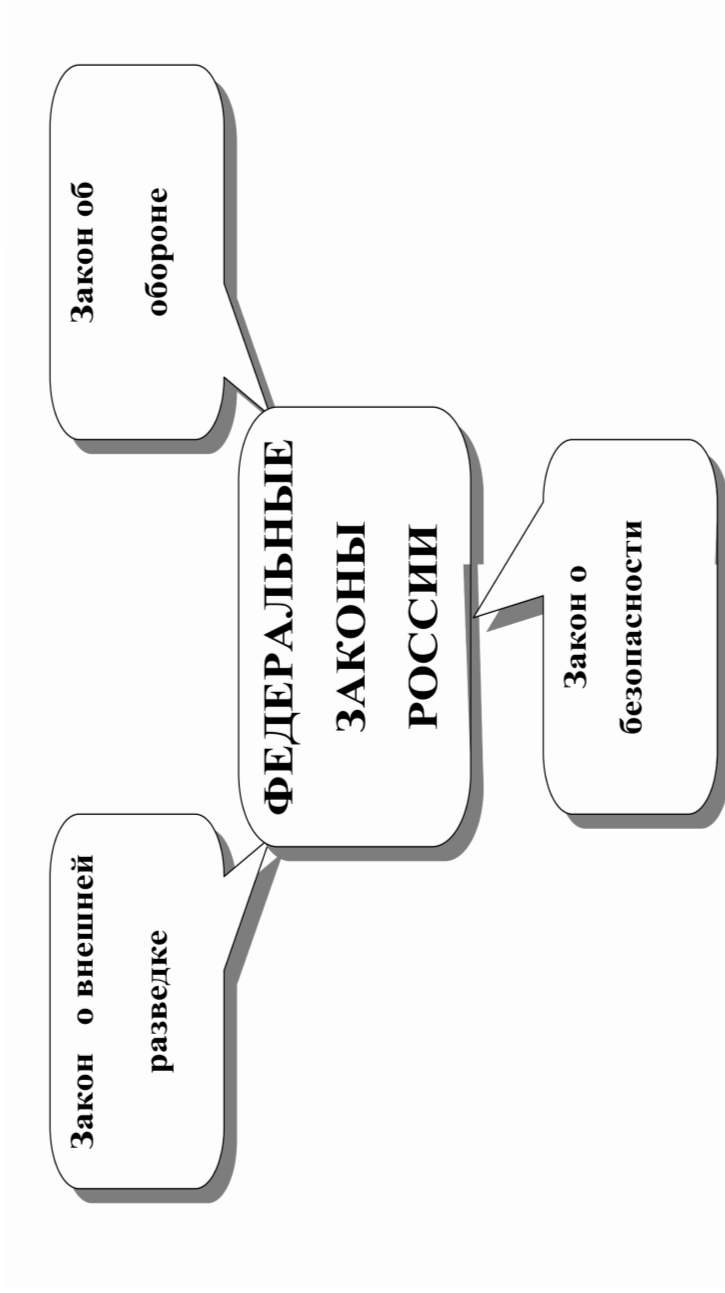 Закон   о внешней
разведке
Закон об
обороне
ФЕДЕРАЛЬНЫЕ
ЗАКОНЫ
РОССИИ
Закон о
безопасности